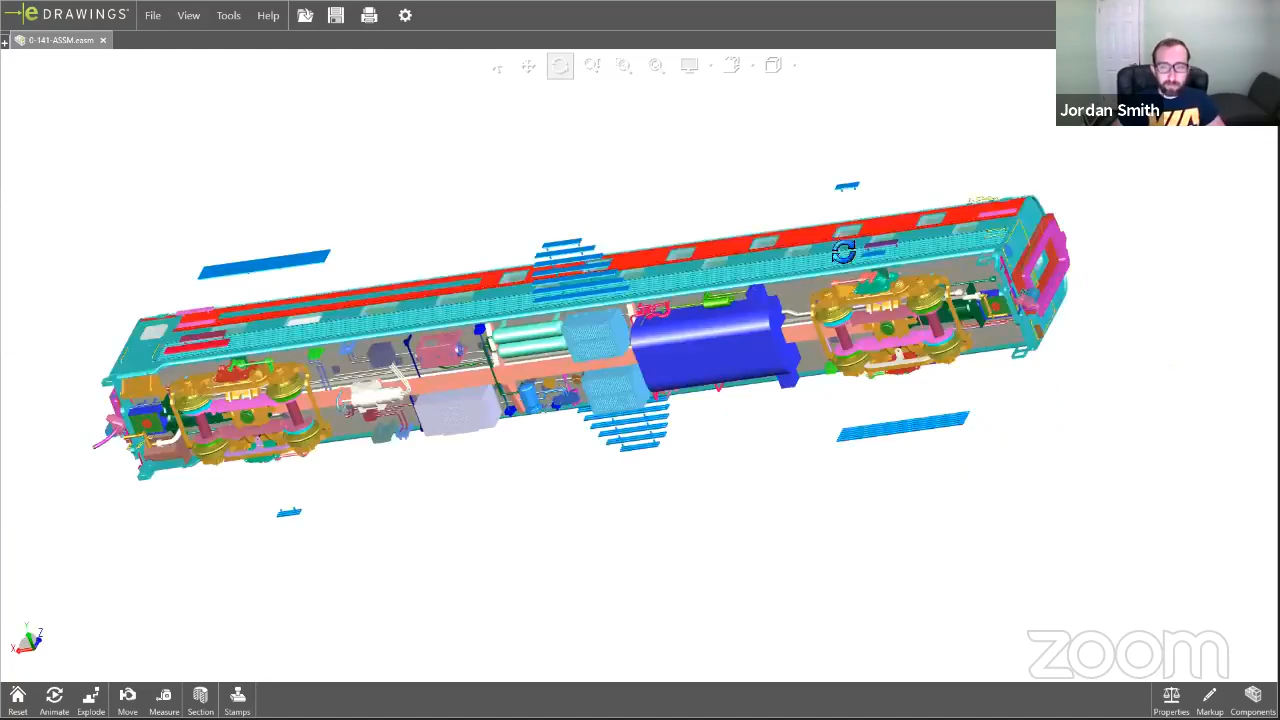 eDRAWINGS®
File View Tools Help
0-141-ASSM.easm
Jordan Smith
Y
Z
X
zoom
Reset Animate Explode Move Measure Section Stamps Properties Markup Components